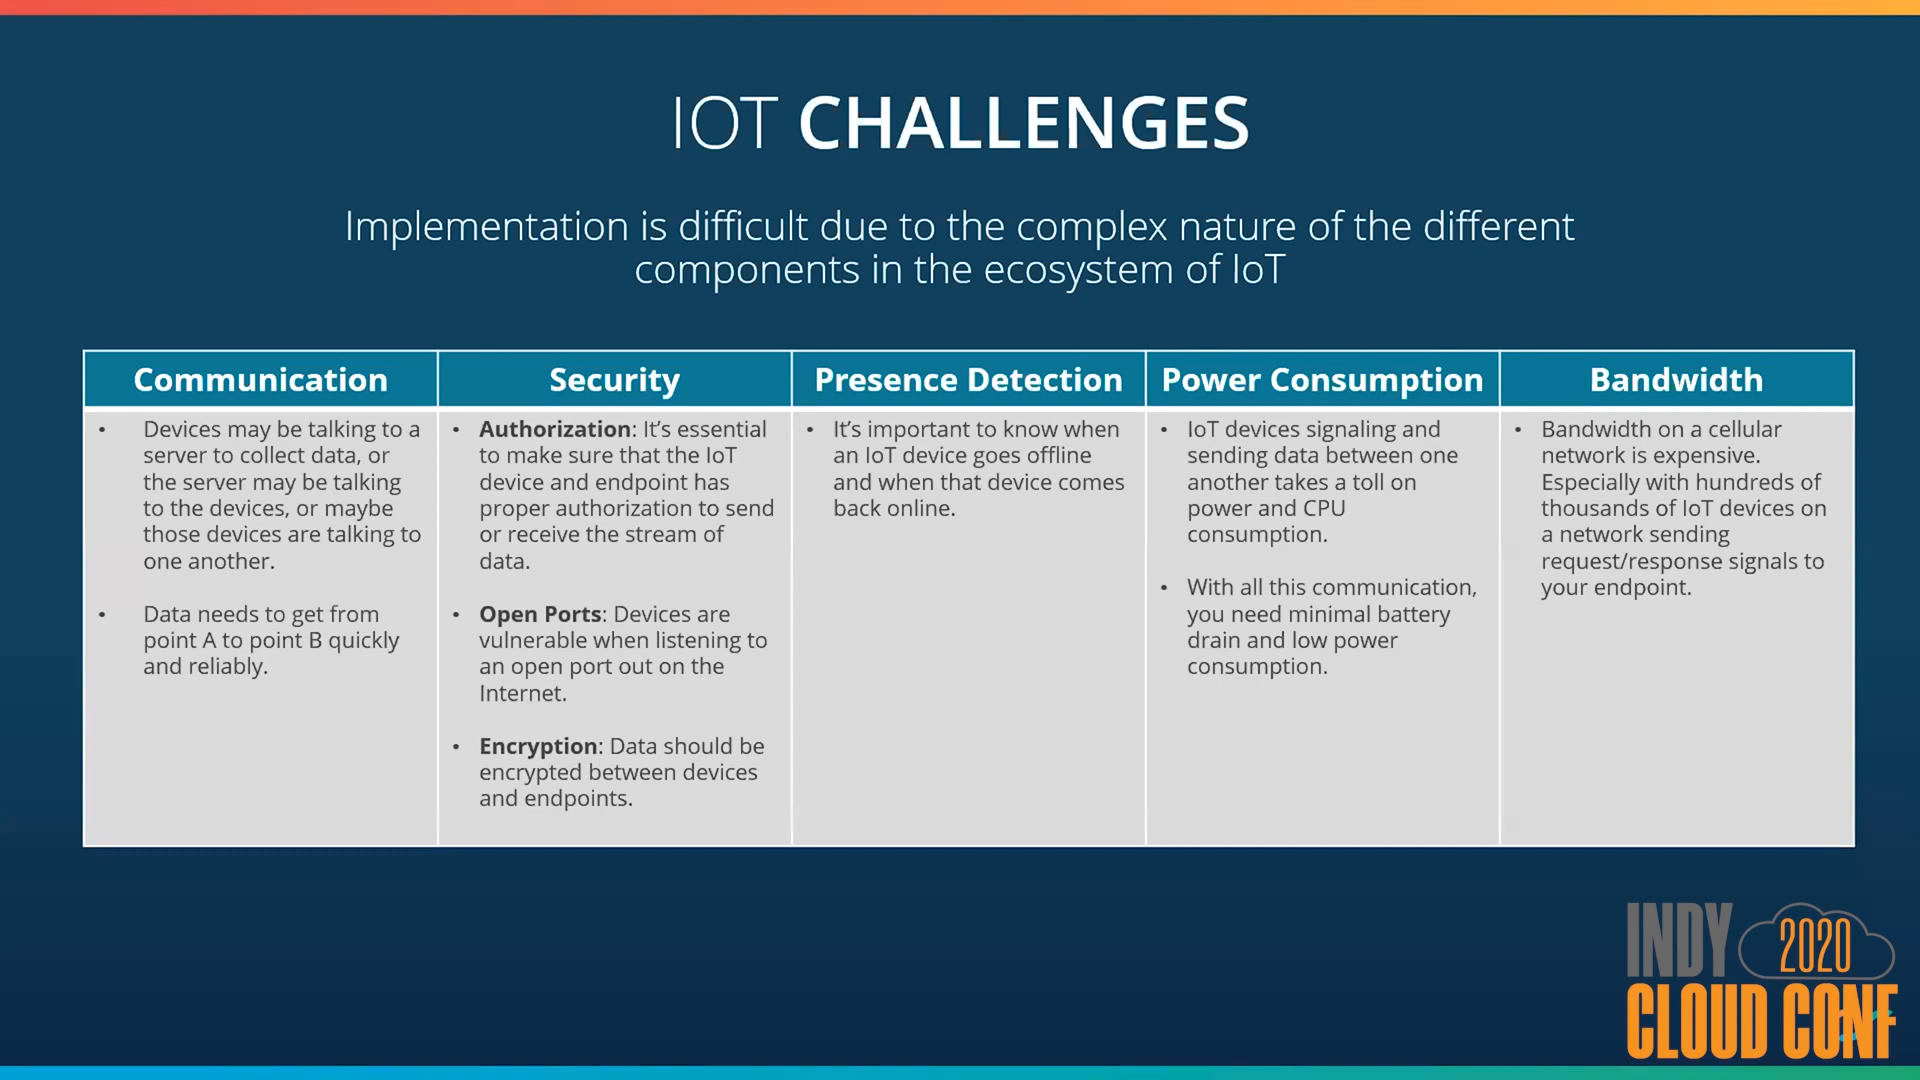 IOT CHALLENGES
Implementation is difficult due to the complex nature of the different
components in the ecosystem of IoT
Communication
• Devices may be talking to a
server to collect data, or
the server may be talking
to the devices, or maybe
those devices are talking to
one another.
• Data needs to get from
point A to point B quickly
and reliably.
Security
• Authorization: It’s essential
to make sure that the IoT
device and endpoint has
proper authorization to send
or receive the stream of
data.
• Open Ports: Devices are
vulnerable when listening to
an open port out on the
Internet.
• Encryption: Data should be
encrypted between devices
and endpoints.
Presence Detection
• It’s important to know when
an IoT device goes offline
and when that device comes
back online.
Power Consumption
• IoT devices signaling and
sending data between one
another takes a toll on
power and CPU
consumption.
• With all this communication,
you need minimal battery
drain and low power
consumption.
Bandwidth
• Bandwidth on a cellular
network is expensive.
Especially with hundreds of
thousands of IoT devices on
a network sending
request/response signals to
your endpoint.
INDY 2020
CLOUD CONF